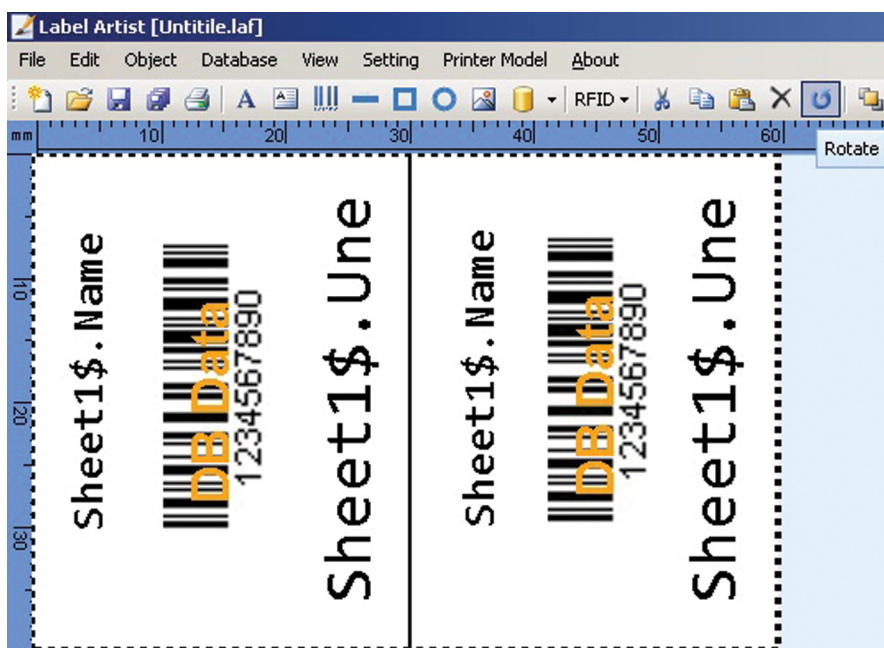 Label Artist [Untitile.laf]
File Edit Object Database View Setting Printer Model About
A A RFID
mm 10 20 30 40 50 60
Rotate
10
20
30
Sheet1$.Name
DB Data
1234567890
Sheet1$.Une
Sheet1$.Name
DB Data
1234567890
Sheet1$.Une